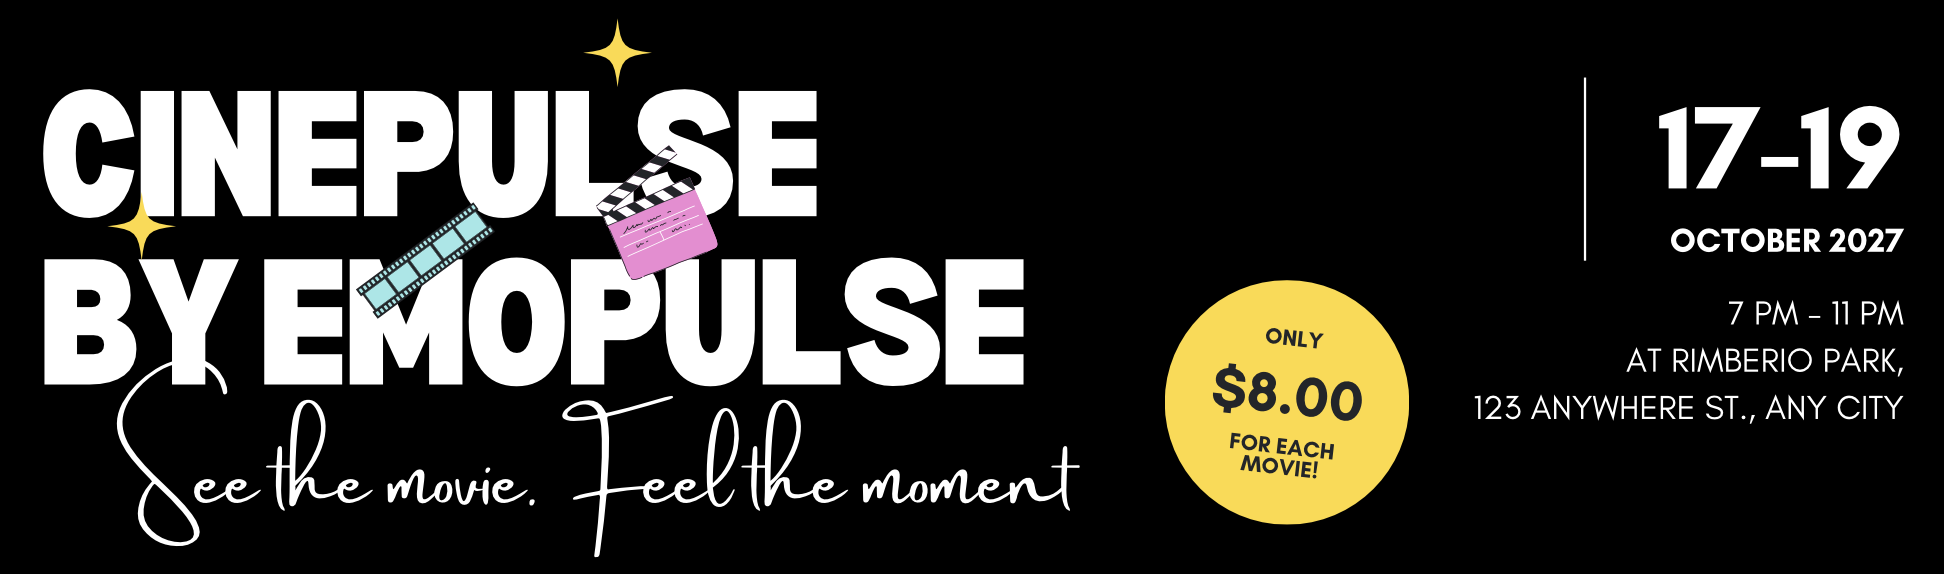 CINEPULSE
BY EMOPULSE
See the movie. Feel the moment
ONLY
$8.00
FOR EACH
MOVIE!
17-19
OCTOBER 2027
7 PM - 11 PM
AT RIMBERIO PARK,
123 ANYWHERE ST., ANY CITY